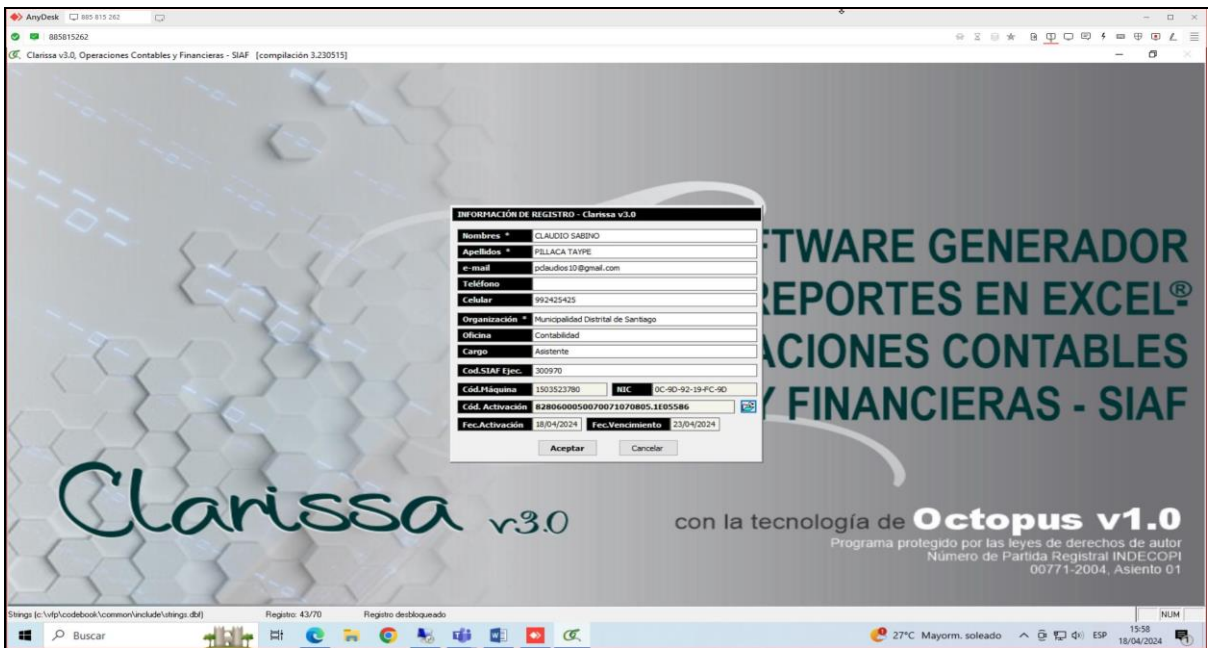 AnyDesk 885 815 262
885815262
Clarissa v3.0, Operaciones Contables y Financieras - SIAF [compilación 3.230515]
INFORMACIÓN DE REGISTRO - Clarissa v3.0
Nombres * CLAUDIO SABINO
Apellidos * PILLACA TAYPE
e-mail pclaudios10@gmail.com
Teléfono
Celular 992425425
Organización * Municipalidad Distrital de Santiago
Oficina Contabilidad
Cargo Asistente
Cod.SIAF Ejec. 300970
Cód.Máquina 1503523780 NIC 0C-9D-92-19-FC-9D
Cód. Activación 8280600050070071070805.1E05586
Fec.Activación 18/04/2024 Fec.Vencimiento 23/04/2024
Aceptar Cancelar
FTWARE GENERADOR
REPORTES EN EXCEL®
ACIONES CONTABLES
Y FINANCIERAS - SIAF
Clarissa v3.0
con la tecnología de Octopus v1.0
Programa protegido por las leyes de derechos de autor
Número de Partida Registral INDECOPI
00771-2004, Asiento 01
Strings (c:\vfp\codebook\common\include\strings.dbf) Registro: 43/70 Registro desbloqueado NUM
Buscar 27°C Mayorm. soleado ESP 15:58
18/04/2024